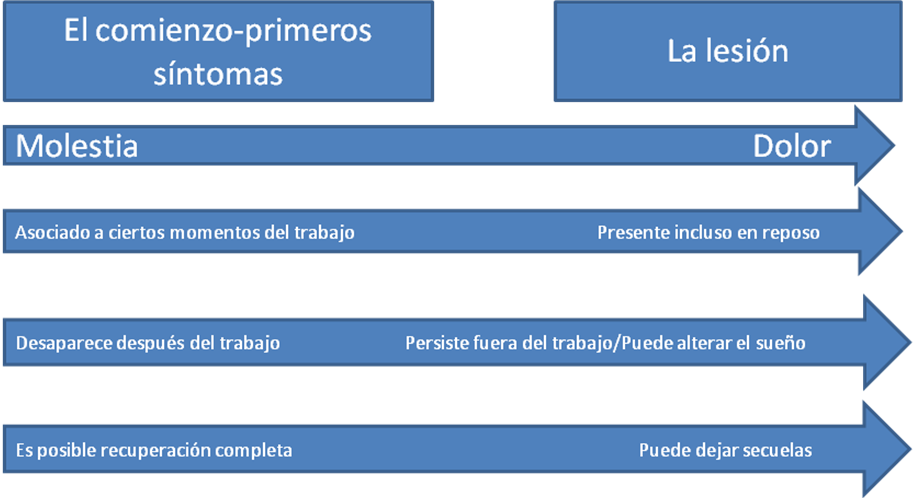 El comienzo-primeros
síntomas
La lesión
Molestia Dolor
Asociado a ciertos momentos del trabajo Presente incluso en reposo
Desaparece después del trabajo Persiste fuera del trabajo/Puede alterar el sueño
Es posible recuperación completa Puede dejar secuelas